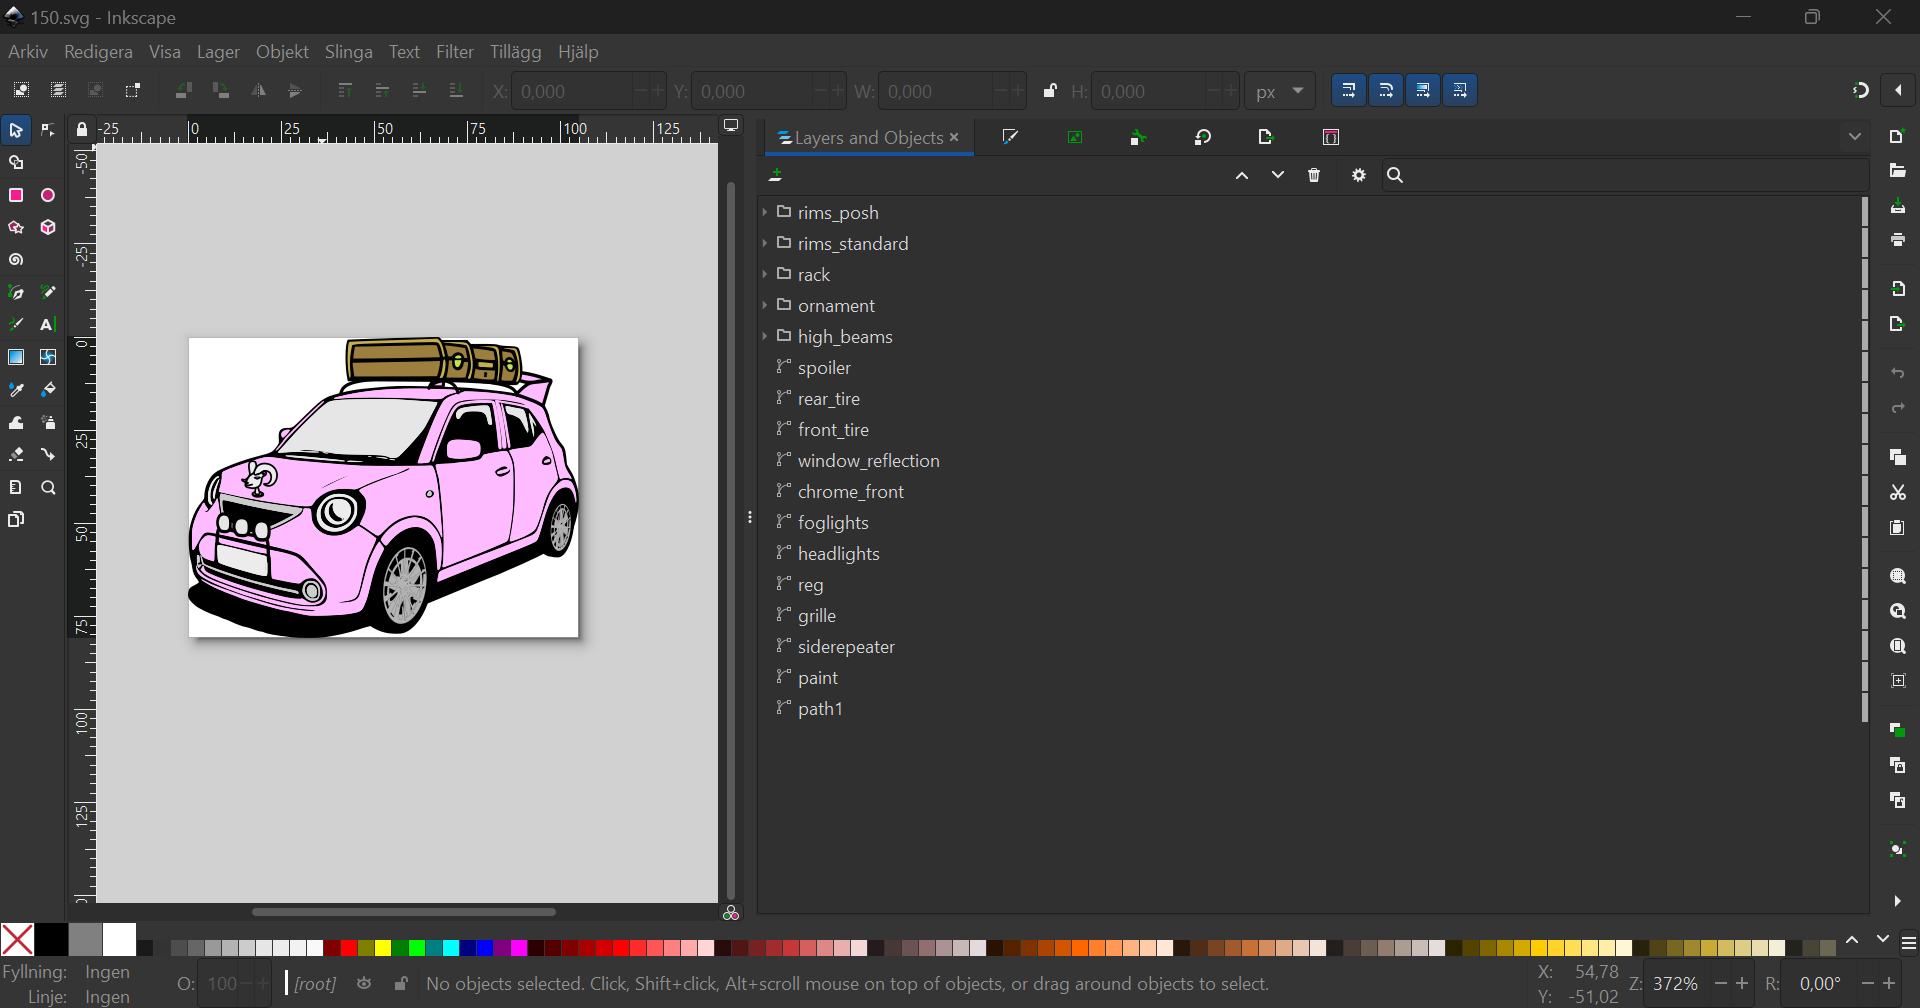 150.svg - Inkscape
Arkiv Redigera Visa Lager Objekt Slinga Text Filter Tillägg Hjälp
X: 0,000 Y: 0,000 W: 0,000 H: 0,000 px
-25 0 25 50 75 100 125
-50
-25
0
25
50
75
100
125
Layers and Objects
rims_posh
rims_standard
rack
ornament
high_beams
spoiler
rear_tire
front_tire
window_reflection
chrome_front
foglights
headlights
reg
grille
siderepeater
paint
path1
Fyllning: Ingen
Linje: Ingen
O: 100
[root]
No objects selected. Click, Shift+click, Alt+scroll mouse on top of objects, or drag around objects to select.
X: 54,78
Y: -51,02
Z: 372%
R: 0,00°